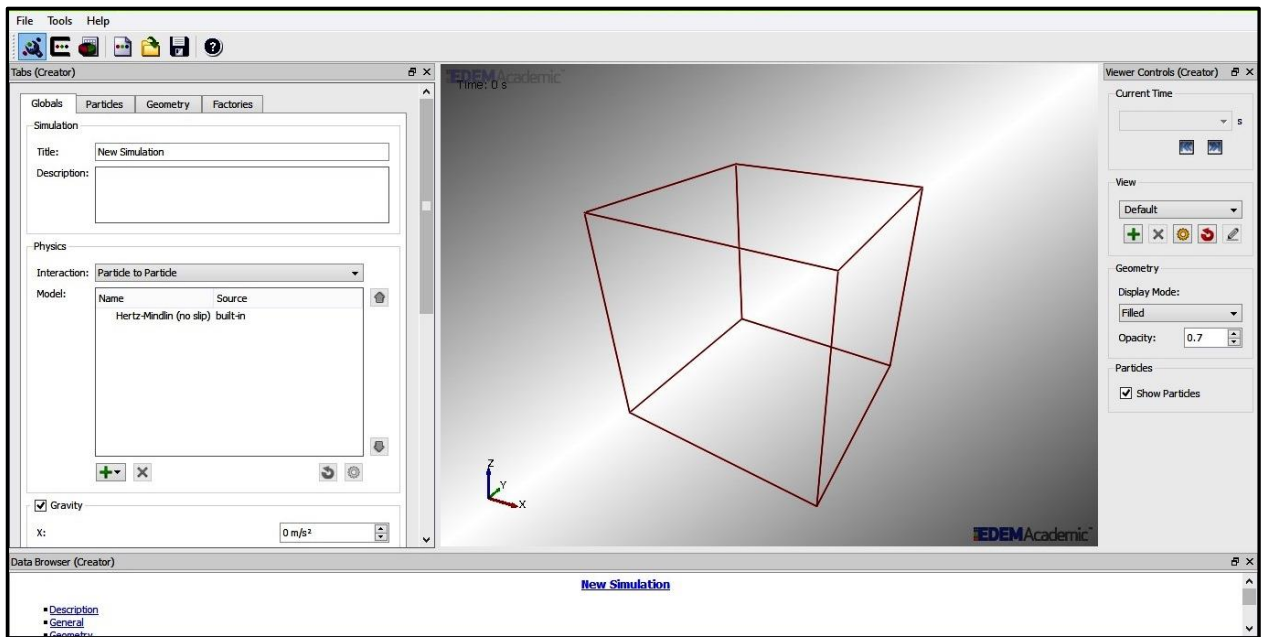 File Tools Help
Tabs (Creator)
Globals Particles Geometry Factories
Simulation
Title: New Simulation
Description:
Physics
Interaction: Particle to Particle
Model:
Name Source
Hertz-Mindlin (no slip) built-in
Gravity
X: 0 m/s²
EDEMAcademic
Time: 0 s
Z
Y
X
EDEMAcademic
Viewer Controls (Creator)
Current Time
s
View
Default
Geometry
Display Mode:
Filled
Opacity: 0.7
Particles
Show Particles
Data Browser (Creator)
New Simulation
Description
General
Geometry